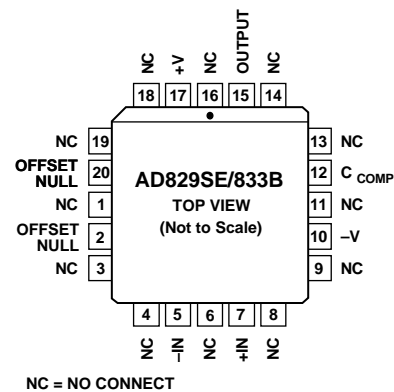 NC
+V
NC
OUTPUT
NC
18
17
16
15
14
NC 19
OFFSET
NULL 20
NC 1
OFFSET
NULL 2
NC 3
AD829SE/833B
TOP VIEW
(Not to Scale)
13 NC
12 C COMP
11 NC
10 –V
9 NC
4
5
6
7
8
NC
–IN
NC
+IN
NC
NC = NO CONNECT